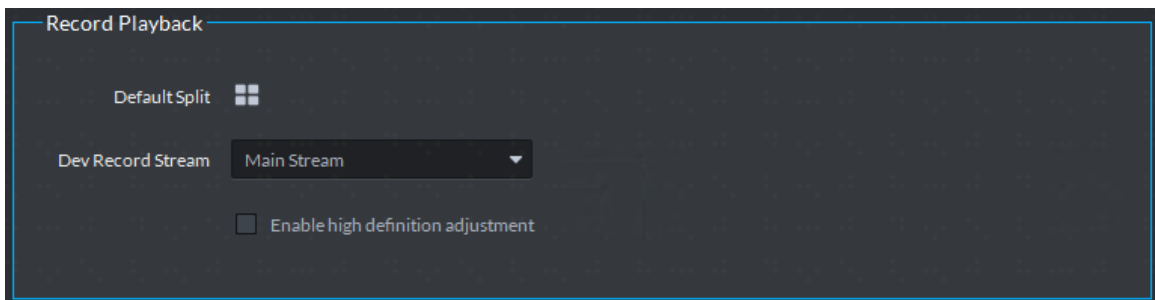 Record Playback
Default Split
Dev Record Stream Main Stream
Enable high definition adjustment